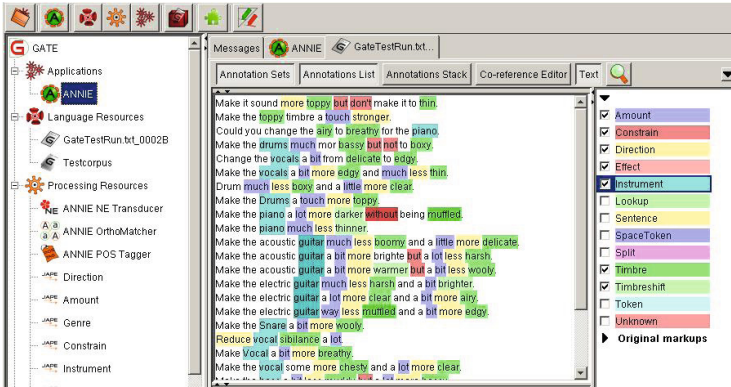 GATE
Applications
ANNIE
Language Resources
GateTestRun.txt_0002B
Testcorpus
Processing Resources
ANNIE NE Transducer
ANNIE OrthoMatcher
ANNIE POS Tagger
Direction
Amount
Genre
Constrain
Instrument
Messages ANNIE GateTestRun.txt...
Annotation Sets Annotations List Annotations Stack Co-reference Editor Text
Make it sound more toppy but don't make it to thin.
Make the toppy timbre a touch stronger.
Could you change the airy to breathy for the piano.
Make the drums much mor bassy but not to boxy.
Change the vocals a bit from delicate to edgy.
Make the vocals a bit more edgy and much less thin.
Drum much less boxy and a little more clear.
Make the Drums a touch more toppy.
Make the piano a lot more darker without being muffled.
Make the piano much less thinner.
Make the acoustic guitar much less boomy and a little more delicate.
Make the acoustic guitar a bit more brighte but a lot less harsh.
Make the acoustic guitar a bit more warmer but a bit less wooly.
Make the electric guitar much less harsh and a bit brighter.
Make the electric guitar a lot more clear and a bit more airy.
Make the electric guitar way less muffled and a bit more edgy.
Make the Snare a bit more wooly.
Reduce vocal sibilance a lot.
Make Vocal a bit more breathy.
Make the vocal some more chesty and a lot more clear.
Amount
Constrain
Direction
Effect
Instrument
Lookup
Sentence
SpaceToken
Split
Timbre
Timbreshift
Token
Unknown
Original markups